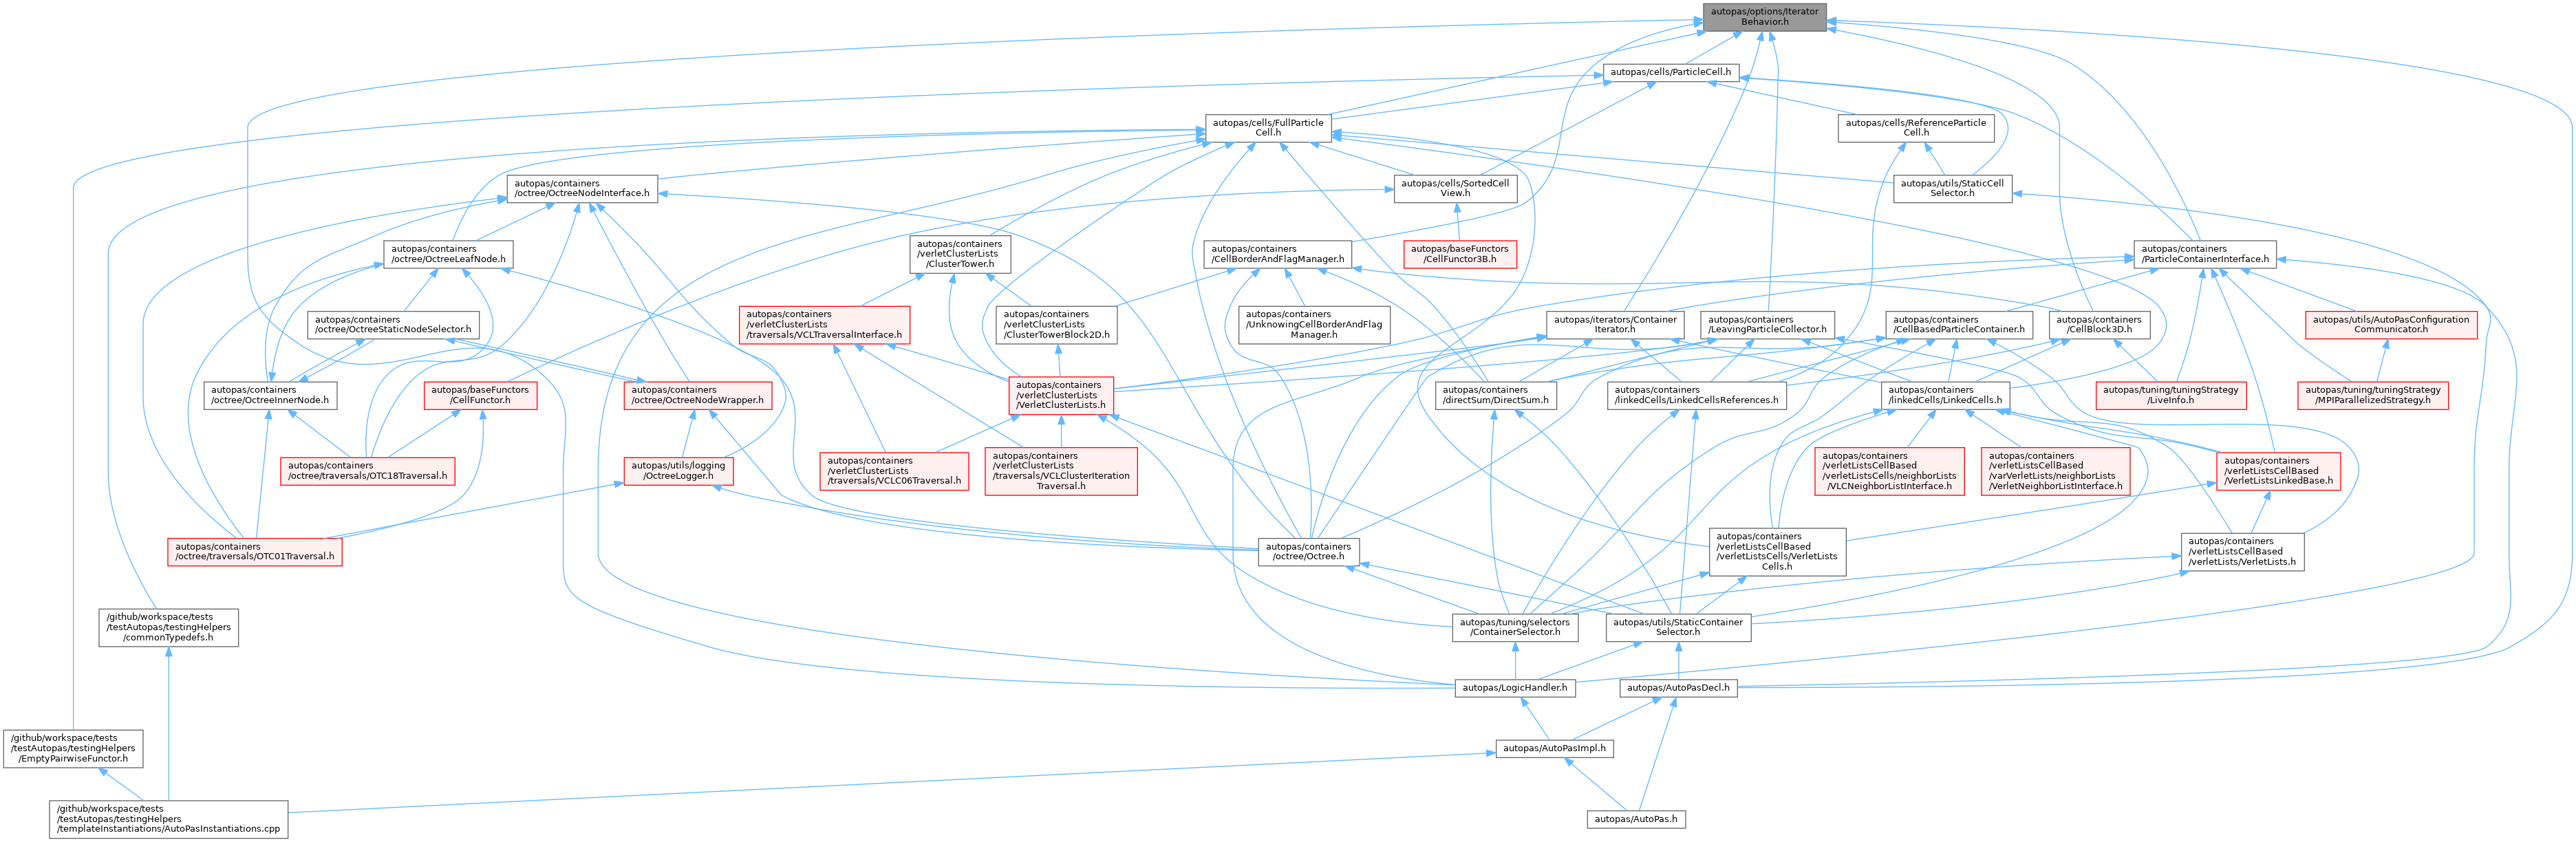 autopas/options/Iterator
Behavior.h
autopas/cells/ParticleCell.h
autopas/cells/FullParticle
Cell.h
autopas/cells/ReferenceParticle
Cell.h
autopas/containers
/octree/OctreeNodeInterface.h
autopas/cells/SortedCell
View.h
autopas/utils/StaticCell
Selector.h
autopas/containers
/octree/OctreeLeafNode.h
autopas/containers
/verletClusterLists
/ClusterTower.h
autopas/containers
/CellBorderAndFlagManager.h
autopas/baseFunctors
/CellFunctor3B.h
autopas/containers
/ParticleContainerInterface.h
autopas/containers
/octree/OctreeStaticNodeSelector.h
autopas/containers
/verletClusterLists
/traversals/VCLTraversalInterface.h
autopas/containers
/verletClusterLists
/ClusterTowerBlock2D.h
autopas/containers
/UnknowingCellBorderAndFlag
Manager.h
autopas/iterators/Container
Iterator.h
autopas/containers
/LeavingParticleCollector.h
autopas/containers
/CellBasedParticleContainer.h
autopas/containers
/CellBlock3D.h
autopas/utils/AutoPasConfiguration
Communicator.h
autopas/containers
/octree/OctreeInnerNode.h
autopas/baseFunctors
/CellFunctor.h
autopas/containers
/octree/OctreeNodeWrapper.h
autopas/containers
/verletClusterLists
/VerletClusterLists.h
autopas/containers
/directSum/DirectSum.h
autopas/containers
/linkedCells/LinkedCellsReferences.h
autopas/containers
/linkedCells/LinkedCells.h
autopas/tuning/tuningStrategy
/LiveInfo.h
autopas/tuning/tuningStrategy
/MPIParallelizedStrategy.h
autopas/containers
/octree/traversals/OTC18Traversal.h
autopas/utils/logging
/OctreeLogger.h
autopas/containers
/verletClusterLists
/traversals/VCLC06Traversal.h
autopas/containers
/verletClusterLists
/traversals/VCLClusterIteration
Traversal.h
autopas/containers
/verletListsCellBased
/verletListsCells/neighborLists
/VLCNeighborListInterface.h
autopas/containers
/verletListsCellBased
/varVerletLists/neighborLists
/VerletNeighborListInterface.h
autopas/containers
/verletListsCellBased
/VerletListsLinkedBase.h
autopas/containers
/octree/traversals/OTC01Traversal.h
autopas/containers
/octree/Octree.h
autopas/containers
/verletListsCellBased
/verletListsCells/VerletLists
Cells.h
autopas/containers
/verletListsCellBased
/verletLists/VerletLists.h
/github/workspace/tests
/testAutopas/testingHelpers
/commonTypedefs.h
autopas/tuning/selectors
/ContainerSelector.h
autopas/utils/StaticContainer
Selector.h
autopas/LogicHandler.h
autopas/AutoPasDecl.h
/github/workspace/tests
/testAutopas/testingHelpers
/EmptyPairwiseFunctor.h
autopas/AutoPasImpl.h
/github/workspace/tests
/testAutopas/testingHelpers
/templateInstantiations/AutoPasInstantiations.cpp
autopas/AutoPas.h